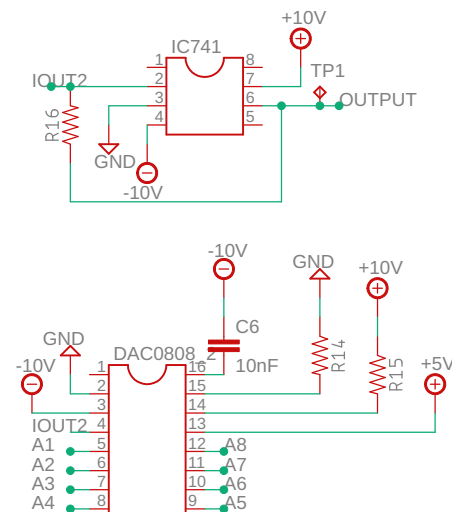 +10V
IC741
1 8
IOUT2 2 7 TP1
3 6 OUTPUT
R16 4 5
GND
-10V
-10V
GND
+10V
C6
GND DAC0808_2 10nF R14 R15
-10V 1 16 +5V
2 15
3 14
IOUT2 4 13
A1 5 12 A8
A2 6 11 A7
A3 7 10 A6
A4 8 9 A5